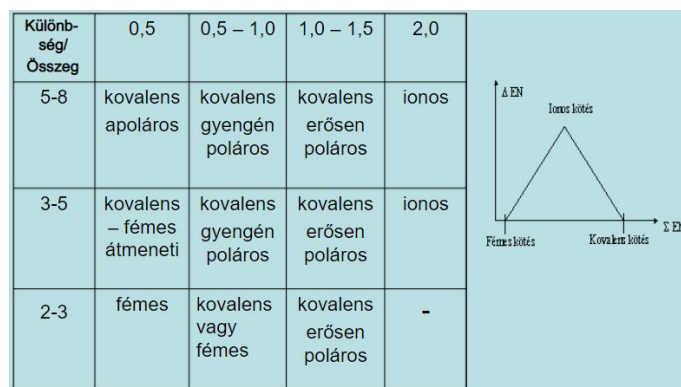 Különb-
ség/
Összeg
0,5
0,5 – 1,0
1,0 – 1,5
2,0
5-8
kovalens
apoláros
kovalens
gyengén
poláros
kovalens
erősen
poláros
ionos
3-5
kovalens
– fémes
átmeneti
kovalens
gyengén
poláros
kovalens
erősen
poláros
ionos
2-3
fémes
kovalens
vagy
fémes
kovalens
erősen
poláros
-
Δ EN
Ionos kötés
Fémes kötés
Kovalens kötés
Σ EN